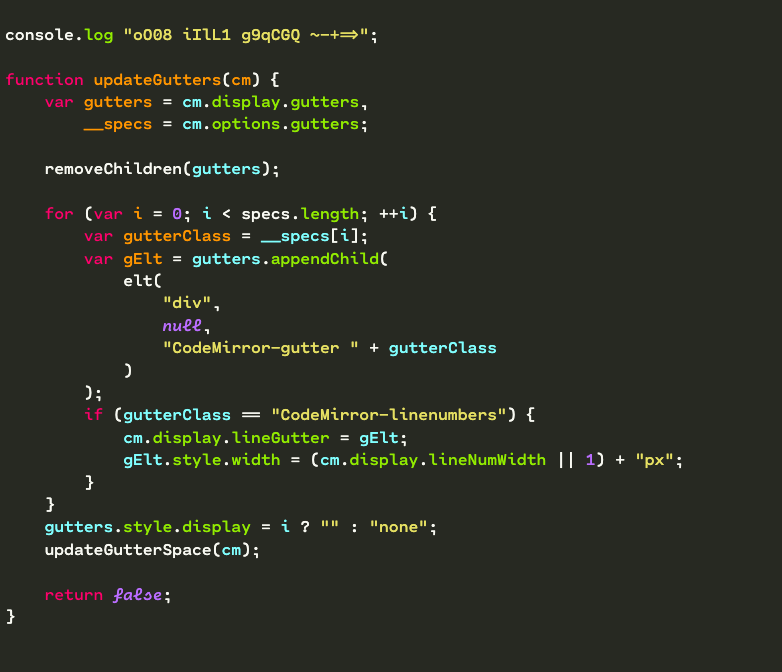 console.log "oO08 iIlL1 g9qCGQ ~-+=>";
function updateGutters(cm) {
    var gutters = cm.display.gutters,
        __specs = cm.options.gutters;
    removeChildren(gutters);
    for (var i = 0; i < specs.length; ++i) {
        var gutterClass = __specs[i];
        var gElt = gutters.appendChild(
            elt(
                "div",
                null,
                "CodeMirror-gutter " + gutterClass
            )
        );
        if (gutterClass == "CodeMirror-linenumbers") {
            cm.display.lineGutter = gElt;
            gElt.style.width = (cm.display.lineNumWidth || 1) + "px";
        }
    }
    gutters.style.display = i ? "" : "none";
    updateGutterSpace(cm);
    return false;
}